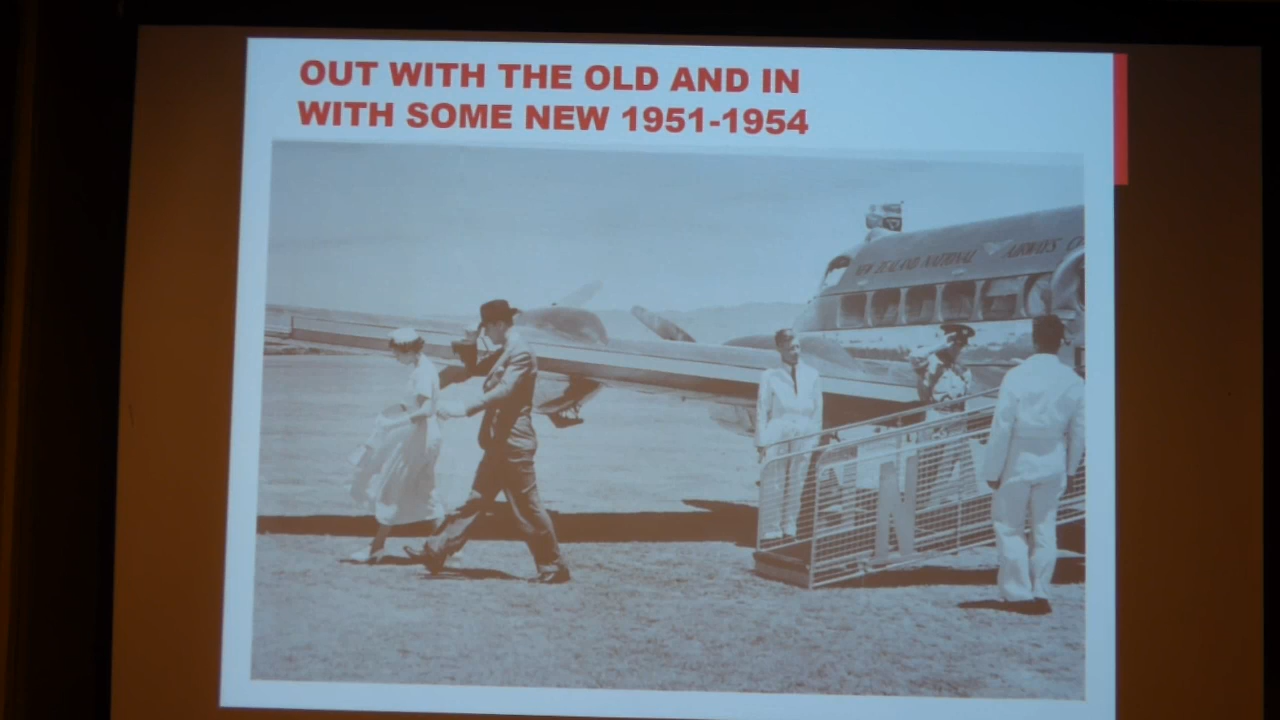 OUT WITH THE OLD AND IN
WITH SOME NEW 1951-1954
NEW ZEALAND NATIONAL AIRWAYS C
N